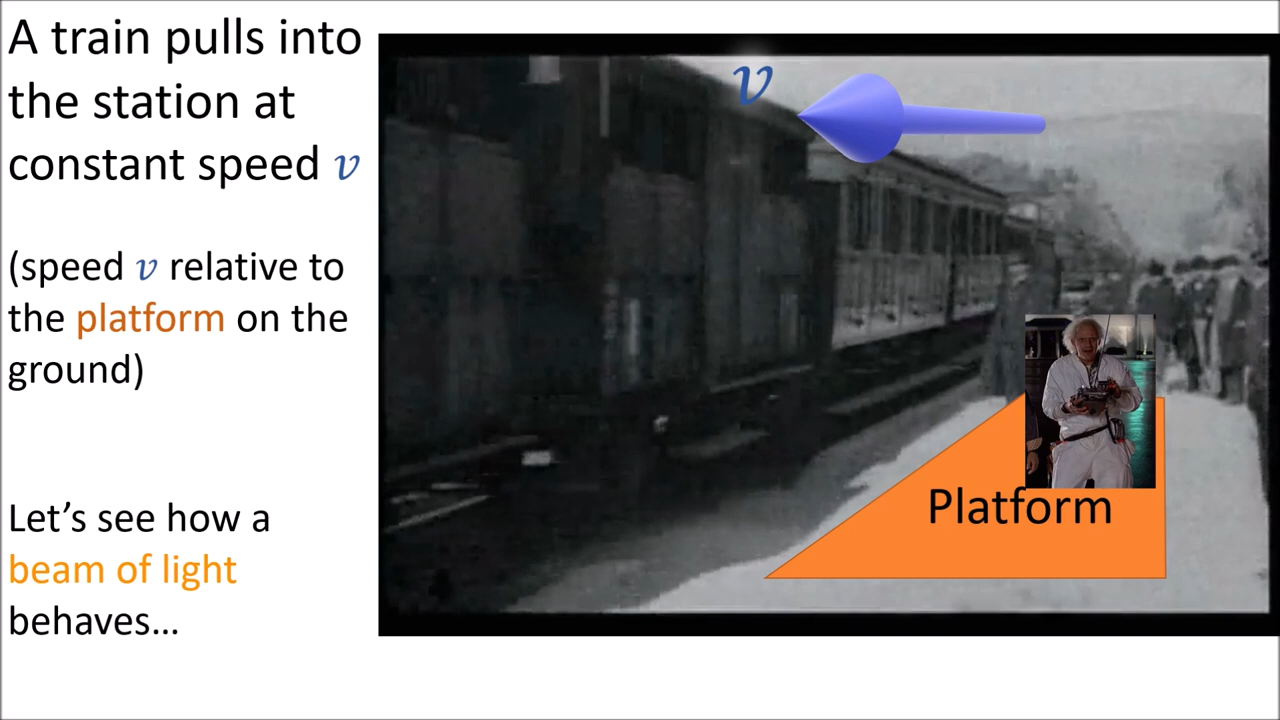 A train pulls into
the station at
constant speed v
(speed v relative to
the platform on the
ground)
Let’s see how a
beam of light
behaves…
v
Platform